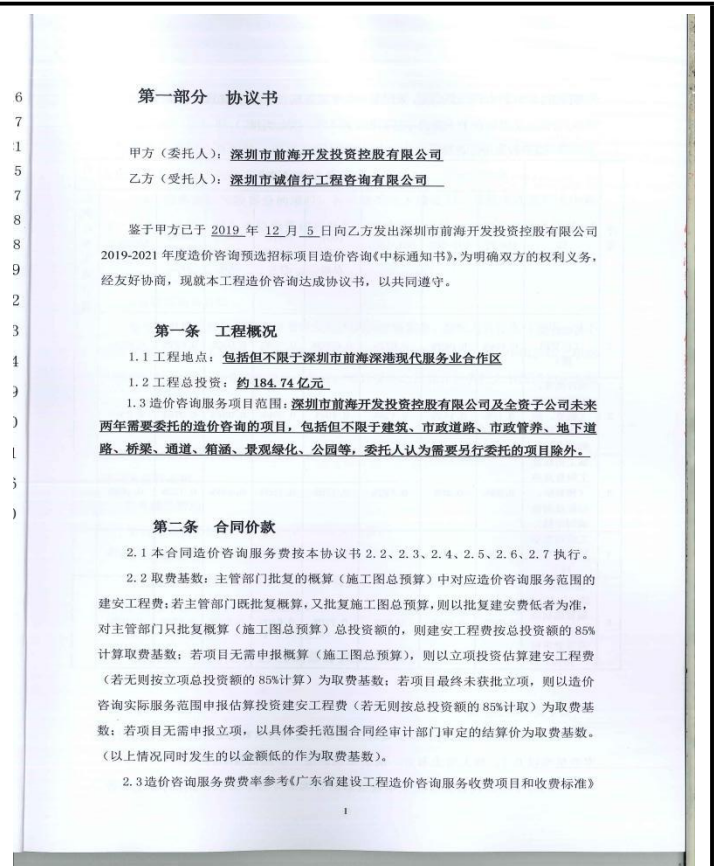 第一部分 协议书
甲方（委托人）：深圳市前海开发投资控股有限公司
乙方（受托人）：深圳市诚信行工程咨询有限公司
鉴于甲方已于 2019 年 12 月 5 日向乙方发出深圳市前海开发投资控股有限公司
2019-2021 年度造价咨询预选招标项目造价咨询《中标通知书》，为明确双方的权利义务，
经友好协商，现就本工程造价咨询达成协议书，以共同遵守。
第一条 工程概况
1.1 工程地点：包括但不限于深圳市前海深港现代服务业合作区
1.2 工程总投资：约 184.74 亿元
1.3 造价咨询服务项目范围：深圳市前海开发投资控股有限公司及全资子公司未来
两年需要委托的造价咨询的项目，包括但不限于建筑、市政道路、市政管养、地下道
路、桥梁、通道、箱涵、景观绿化、公园等，委托人认为需要另行委托的项目除外。
第二条 合同价款
2.1 本合同造价咨询服务费按本协议书 2.2、2.3、2.4、2.5、2.6、2.7 执行。
2.2 取费基数：主管部门批复的概算（施工图总预算）中对应造价咨询服务范围的
建安工程费；若主管部门既批复概算，又批复施工图总预算，则以批复建安费低者为准，
对主管部门只批复概算（施工图总预算）总投资额的，则建安工程费按总投资额的 85%
计算取费基数；若项目无需申报概算（施工图总预算），则以立项投资估算建安工程费
（若无则按立项总投资额的 85%计算）为取费基数；若项目最终未获批立项，则以造价
咨询实际服务范围申报估算投资建安工程费（若无则按总投资额的 85%计取）为取费基
数；若项目无需申报立项，以具体委托范围合同经审计部门审定的结算价为取费基数。
（以上情况同时发生的以金额低的作为取费基数）。
2.3 造价咨询服务费费率参考《广东省建设工程造价咨询服务收费项目和收费标准》
1